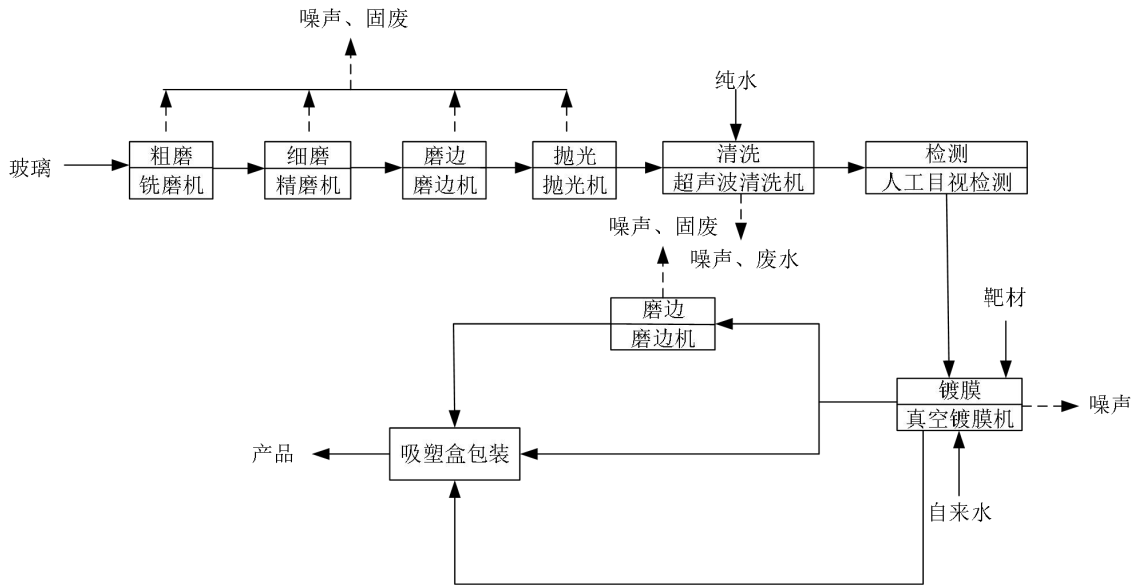 噪声、固废
纯水
玻璃
粗磨
铣磨机
细磨
精磨机
磨边
磨边机
抛光
抛光机
清洗
超声波清洗机
检测
人工目视检测
噪声、固废
噪声、废水
磨边
磨边机
靶材
镀膜
真空镀膜机
噪声
产品
吸塑盒包装
自来水